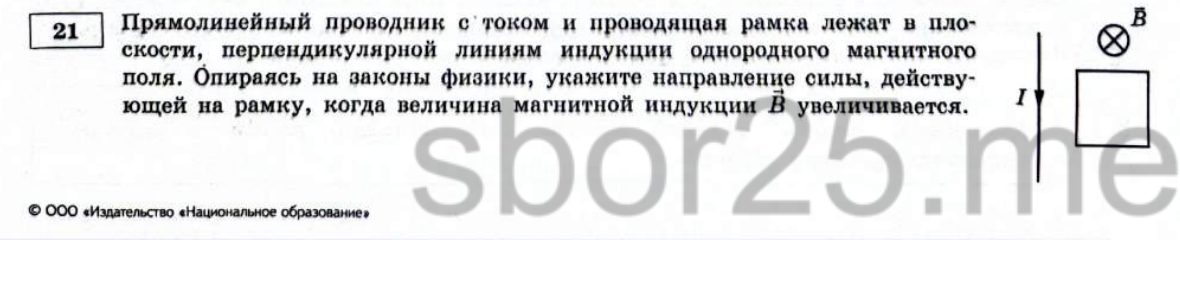 21
Прямолинейный проводник с током и проводящая рамка лежат в пло-
скости, перпендикулярной линиям индукции однородного магнитного
поля. Опираясь на законы физики, укажите направление силы, действу-
ющей на рамку, когда величина магнитной индукции B⃗ увеличивается.
B⃗
I
sbor25.me
© ООО «Издательство «Национальное образование»